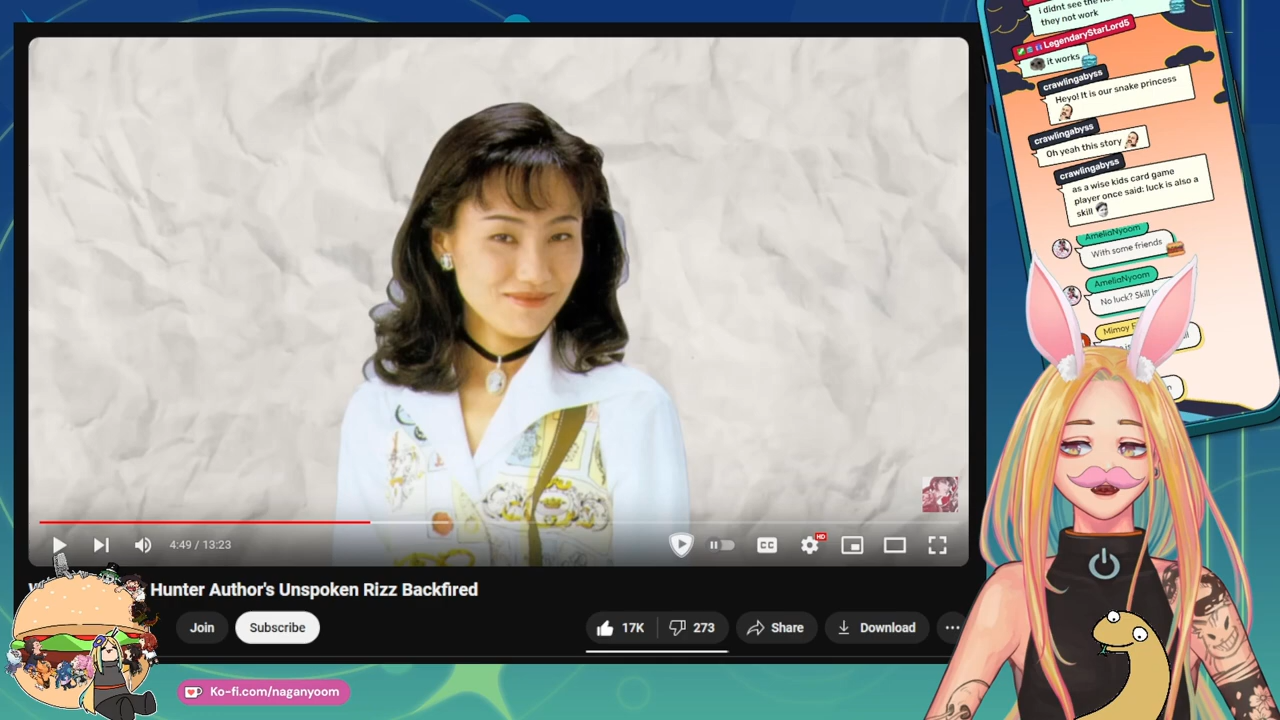 i didnt see the
they not work
LegendaryStarLord5
it works
crawlingabyss
Heyo! It is our snake princess
crawlingabyss
Oh yeah this story
crawlingabyss
as a wise kids card game
player once said: luck is also a
skill
AmeliaNyoom
With some friends
AmeliaNyoom
No luck? Skill
Mimoy
4:49 / 13:23
CC
HD
Hunter Author's Unspoken Rizz Backfired
Join
Subscribe
17K
273
Share
Download
Ko-fi.com/naganyoom